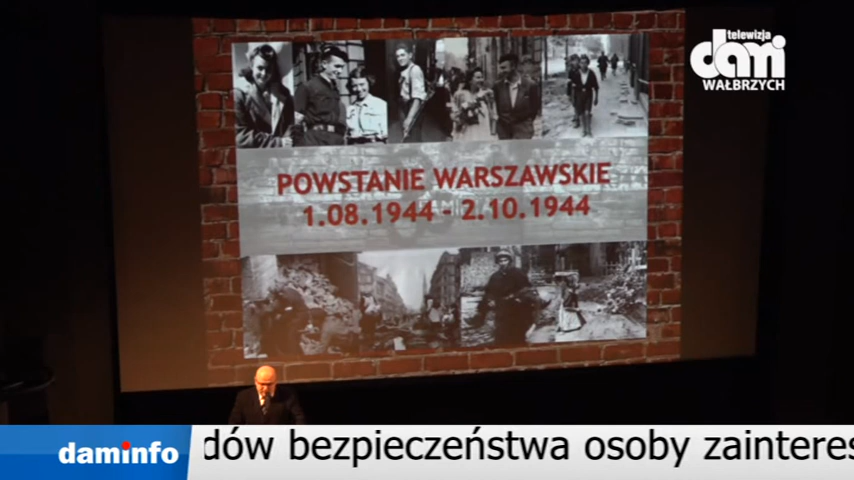 telewizja
dami
WAŁBRZYCH
POWSTANIE WARSZAWSKIE
1.08.1944 - 2.10.1944
daminfo
dów bezpieczeństwa osoby zainteres